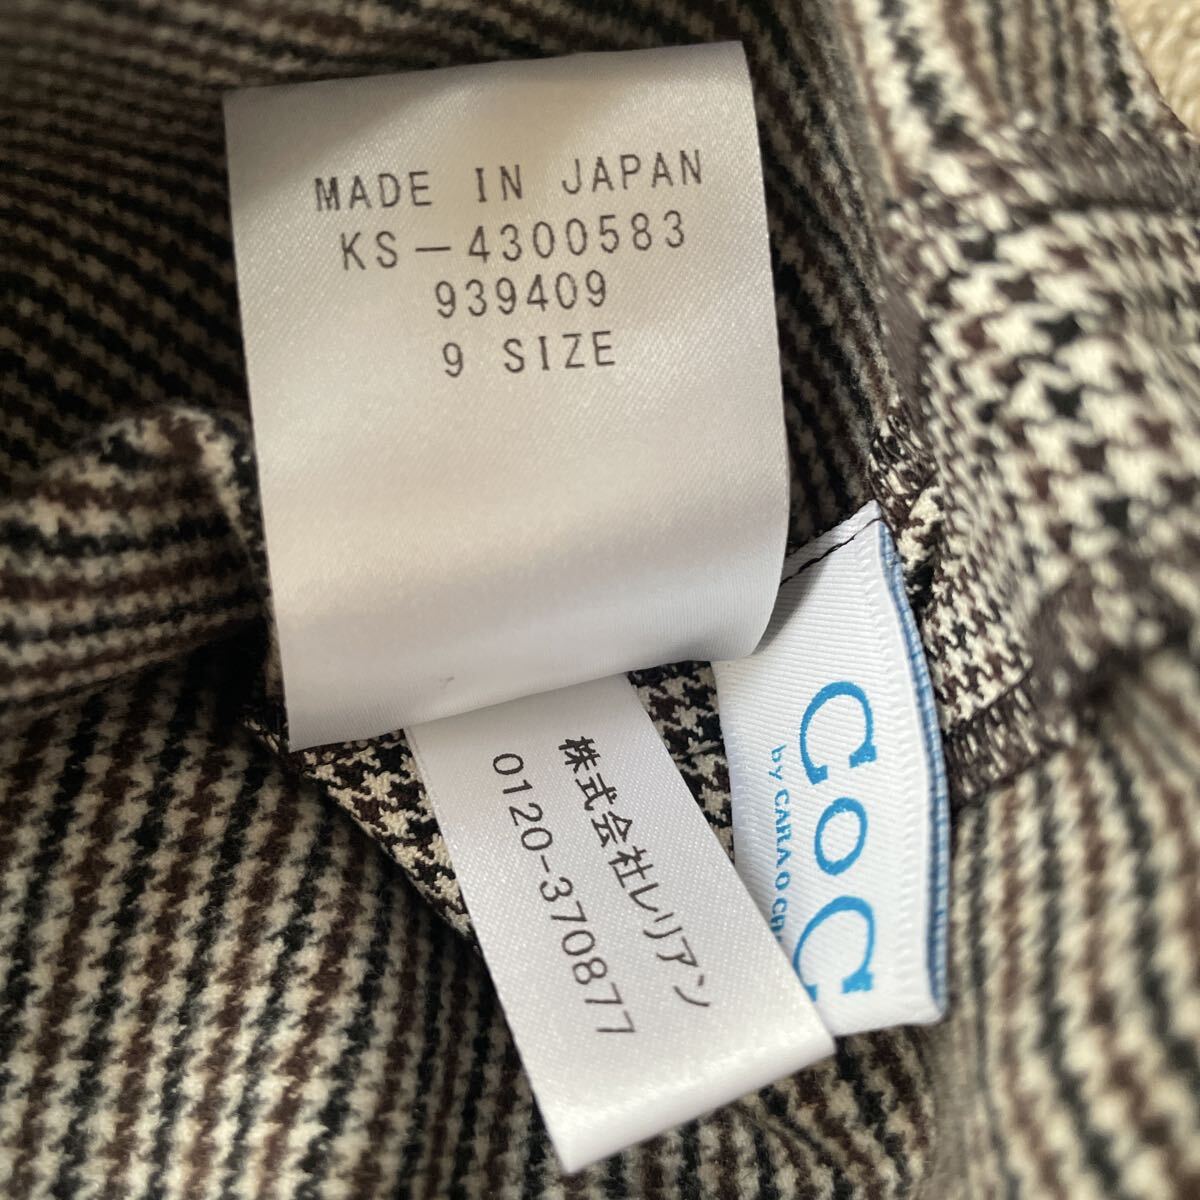 MADE IN JAPAN
KS-4300583
939409
9 SIZE
株式会社レリアン
0120-370877
CoC
by CARA O